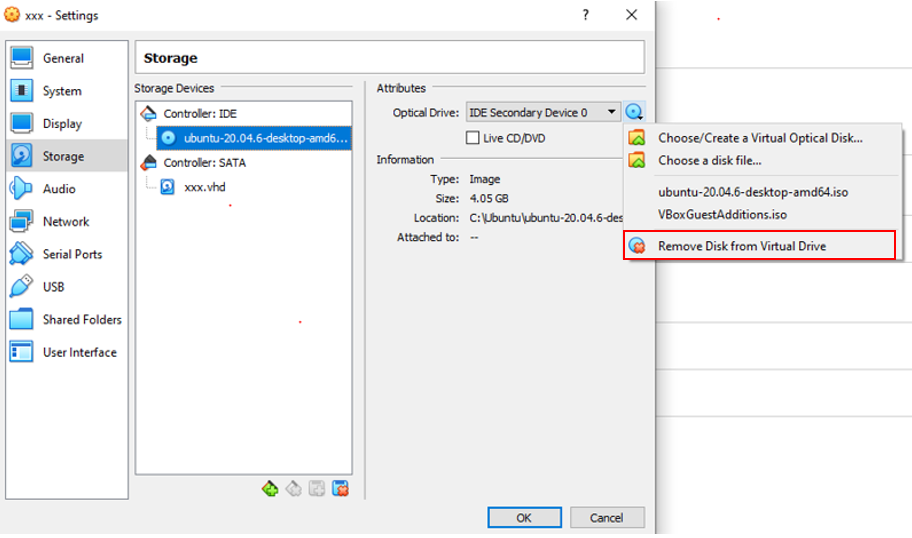 xxx - Settings
?
General
System
Display
Storage
Audio
Network
Serial Ports
USB
Shared Folders
User Interface
Storage
Storage Devices
Controller: IDE
ubuntu-20.04.6-desktop-amd6...
Controller: SATA
xxx.vhd
Attributes
Optical Drive: IDE Secondary Device 0
Live CD/DVD
Information
Type: Image
Size: 4.05 GB
Location: C:\Ubuntu\ubuntu-20.04.6-des
Attached to: --
Choose/Create a Virtual Optical Disk...
Choose a disk file...
ubuntu-20.04.6-desktop-amd64.iso
VBoxGuestAdditions.iso
Remove Disk from Virtual Drive
OK
Cancel